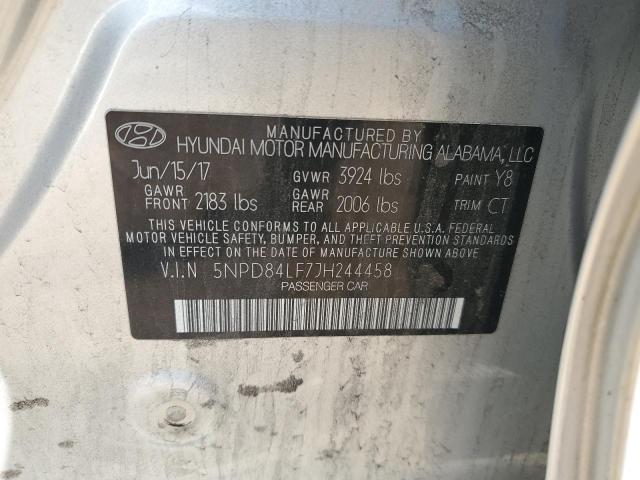 MANUFACTURED BY
HYUNDAI MOTOR MANUFACTURING ALABAMA, LLC
Jun/15/17 GVWR 3924 lbs PAINT Y8
GAWR FRONT 2183 lbs GAWR REAR 2006 lbs TRIM CT
THIS VEHICLE CONFORMS TO ALL APPLICABLE U.S.A. FEDERAL
MOTOR VEHICLE SAFETY, BUMPER, AND THEFT PREVENTION STANDARDS
IN EFFECT ON THE DATE OF MANUFACTURE SHOWN ABOVE
V.I.N 5NPD84LF7JH244458
PASSENGER CAR